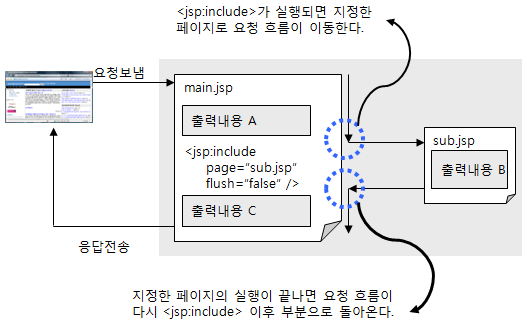 <jsp:include>가 실행되면 지정한
페이지로 요청 흐름이 이동한다.
요청보냄
main.jsp
출력내용 A
<jsp:include
page="sub.jsp"
flush="false" />
출력내용 C
sub.jsp
출력내용 B
응답전송
지정한 페이지의 실행이 끝나면 요청 흐름이
다시 <jsp:include> 이후 부분으로 돌아온다.